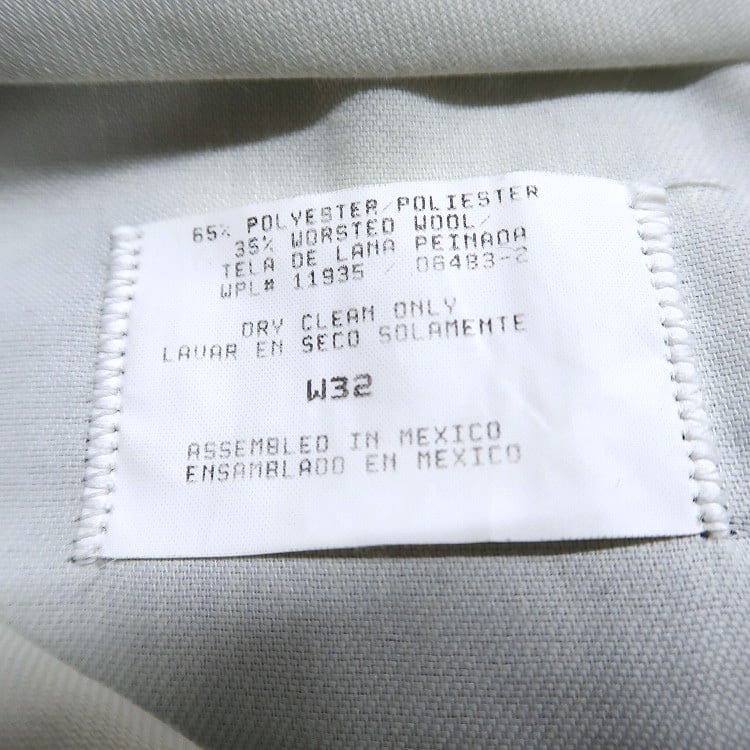 65% POLYESTER/POLIESTER
35% WORSTED WOOL/
TELA DE LANA PEINADA
WPL# 11935 / 06483-2
DRY CLEAN ONLY
LAVAR EN SECO SOLAMENTE
W32
ASSEMBLED IN MEXICO
ENSAMBLADO EN MEXICO